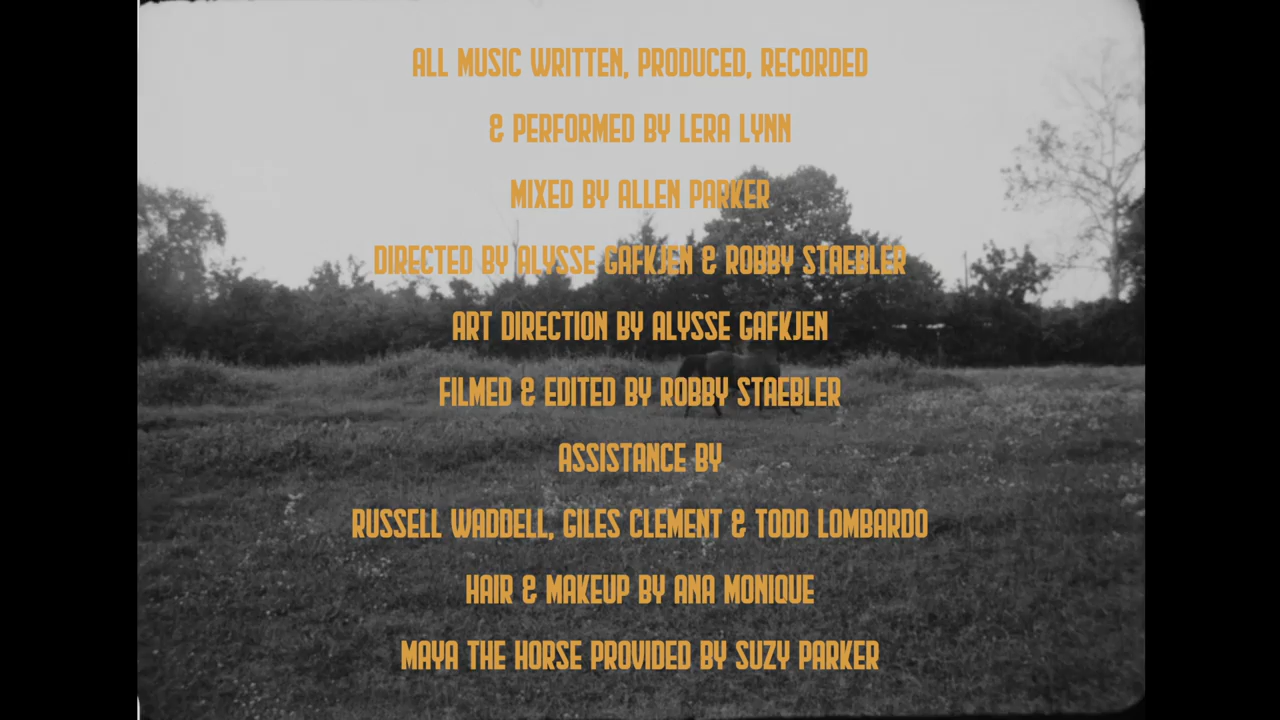 ALL MUSIC WRITTEN, PRODUCED, RECORDED
& PERFORMED BY LERA LYNN
MIXED BY ALLEN PARKER
DIRECTED BY ALYSSE GAFKJEN & ROBBY STAEBLER
ART DIRECTION BY ALYSSE GAFKJEN
FILMED & EDITED BY ROBBY STAEBLER
ASSISTANCE BY
RUSSELL WADDELL, GILES CLEMENT & TODD LOMBARDO
HAIR & MAKEUP BY ANA MONIQUE
MAYA THE HORSE PROVIDED BY SUZY PARKER